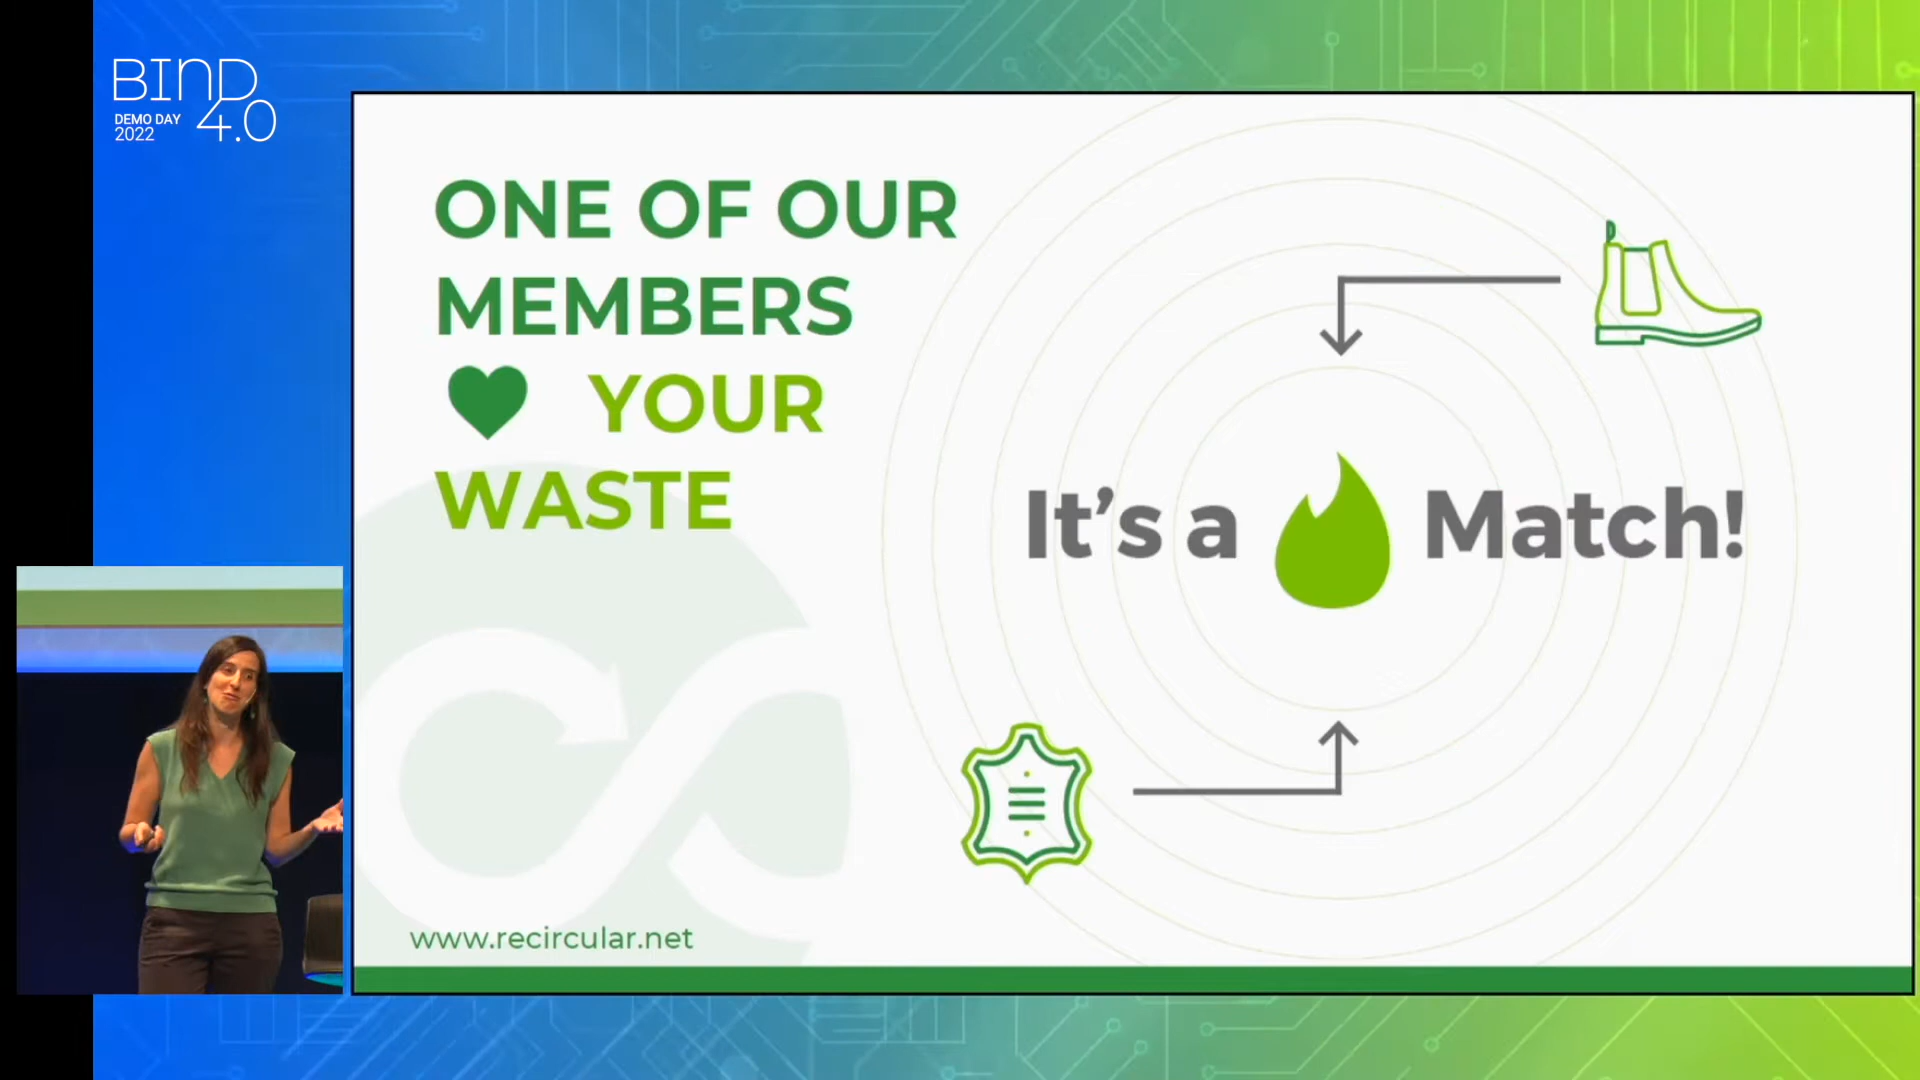 BIND
4.0
DEMO DAY
2022
ONE OF OUR
MEMBERS
YOUR
WASTE
It's a Match!
www.recircular.net